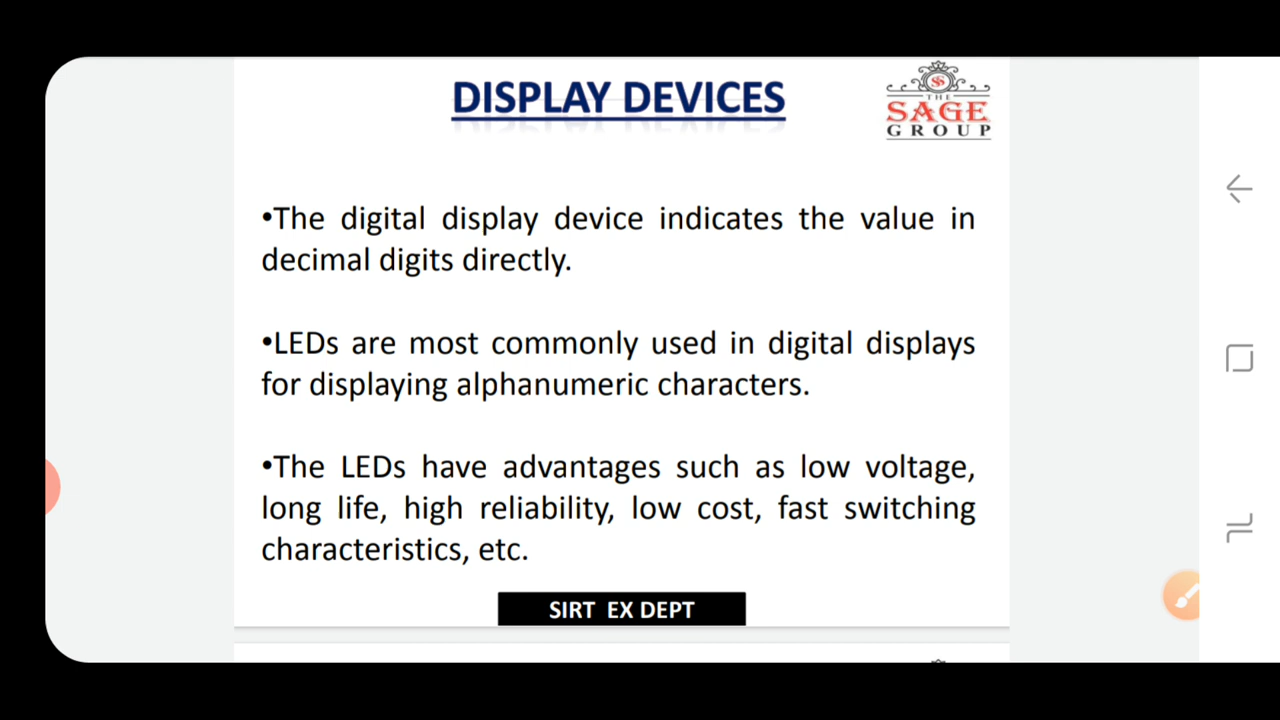 DISPLAY DEVICES
THE
SAGE
GROUP
•The digital display device indicates the value in
decimal digits directly.
•LEDs are most commonly used in digital displays
for displaying alphanumeric characters.
•The LEDs have advantages such as low voltage,
long life, high reliability, low cost, fast switching
characteristics, etc.
SIRT EX DEPT